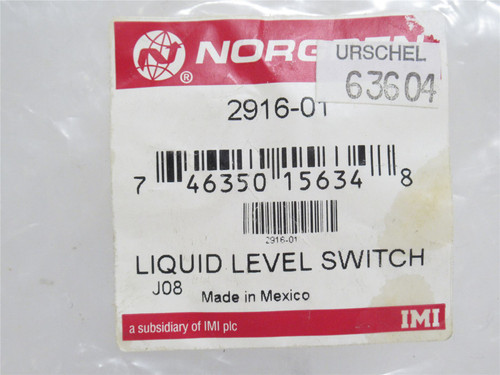 NORGREN
URSCHEL
63604
2916-01
7 46350 15634 8
2916-01
LIQUID LEVEL SWITCH
J08 Made in Mexico
a subsidiary of IMI plc IMI